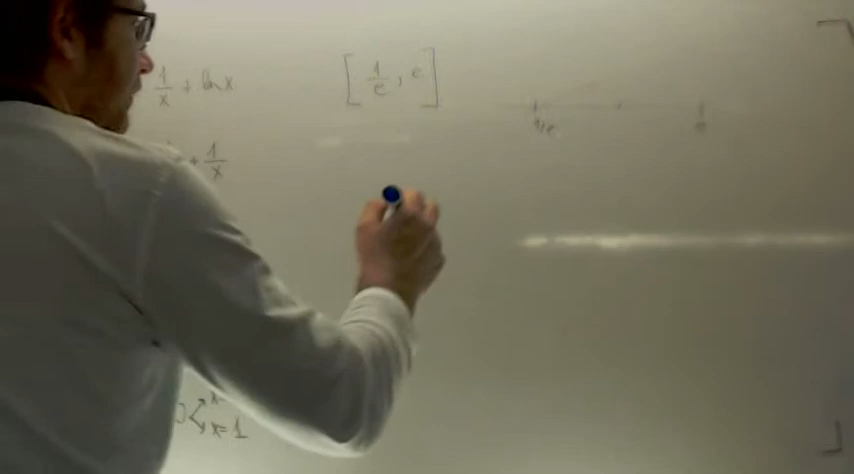 1/x + ln x
[ 1/e , e ]
1/e e
+ 1/x
x=1